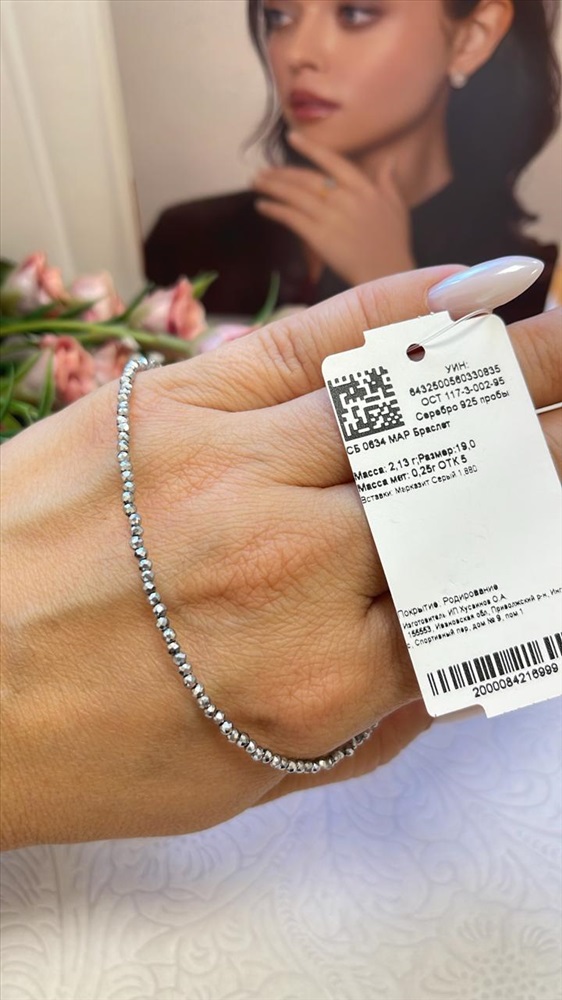 УИН:
6432500560330835
ОСТ 117-3-002-95
Серебро 925 пробы
СБ 0634 МАР Браслет
Масса: 2,13 г;Размер:19,0
Масса мет: 0,25г ОТК 5
Вставки: Марказит Серый.1.880
Покрытие: Родирование
Изготовитель ИП Хусаинов О.А.
155553, Ивановская обл, Приволжский р-н,
с. Спортивный пер, дом № 9, пом 1
2000084216999